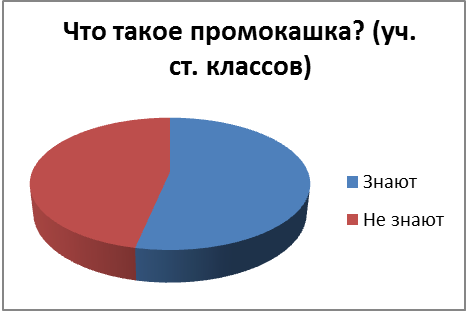 Что такое промокашка? (уч.
ст. классов)
Знают
Не знают